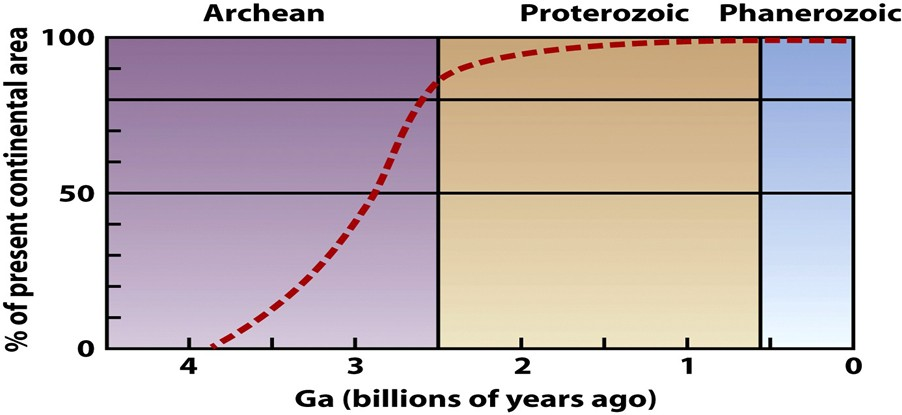 Archean Proterozoic Phanerozoic
% of present continental area
100
50
0
4 3 2 1 0
Ga (billions of years ago)